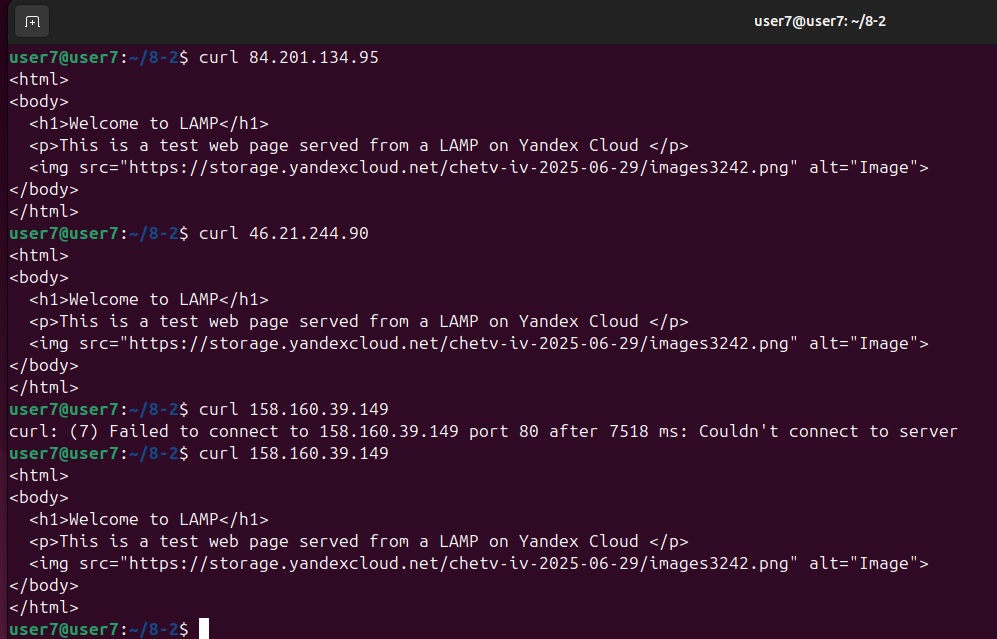 user7@user7: ~/8-2
user7@user7:~/8-2$ curl 84.201.134.95
<html>
<body>
  <h1>Welcome to LAMP</h1>
  <p>This is a test web page served from a LAMP on Yandex Cloud </p>
  <img src="https://storage.yandexcloud.net/chetv-iv-2025-06-29/images3242.png" alt="Image">
</body>
</html>
user7@user7:~/8-2$ curl 46.21.244.90
<html>
<body>
  <h1>Welcome to LAMP</h1>
  <p>This is a test web page served from a LAMP on Yandex Cloud </p>
  <img src="https://storage.yandexcloud.net/chetv-iv-2025-06-29/images3242.png" alt="Image">
</body>
</html>
user7@user7:~/8-2$ curl 158.160.39.149
curl: (7) Failed to connect to 158.160.39.149 port 80 after 7518 ms: Couldn't connect to server
user7@user7:~/8-2$ curl 158.160.39.149
<html>
<body>
  <h1>Welcome to LAMP</h1>
  <p>This is a test web page served from a LAMP on Yandex Cloud </p>
  <img src="https://storage.yandexcloud.net/chetv-iv-2025-06-29/images3242.png" alt="Image">
</body>
</html>
user7@user7:~/8-2$